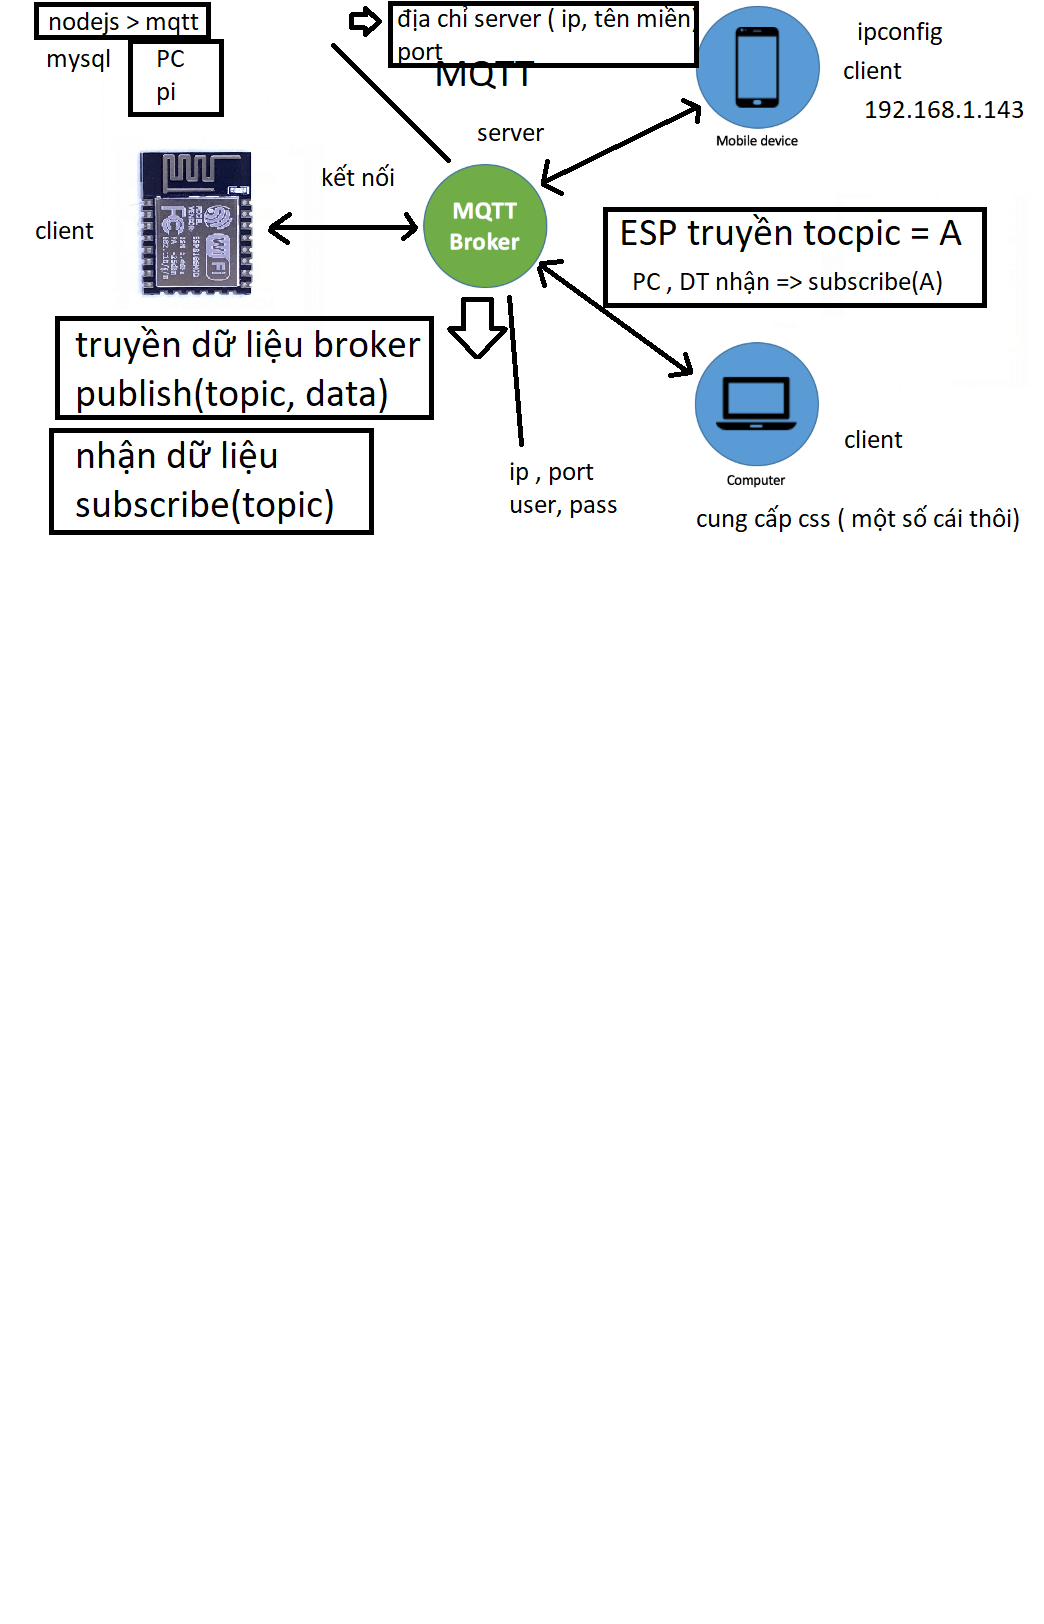 nodejs > mqtt
mysql
PC
pi
địa chỉ server ( ip, tên miền)
port
MQTT
server
ipconfig
client
192.168.1.143
Mobile device
kết nối
client
MQTT
Broker
WiFi
ESP truyền tocpic = A
PC , DT nhận => subscribe(A)
truyền dữ liệu broker
publish(topic, data)
nhận dữ liệu
subscribe(topic)
ip , port
user, pass
client
Computer
cung cấp css ( một số cái thôi)